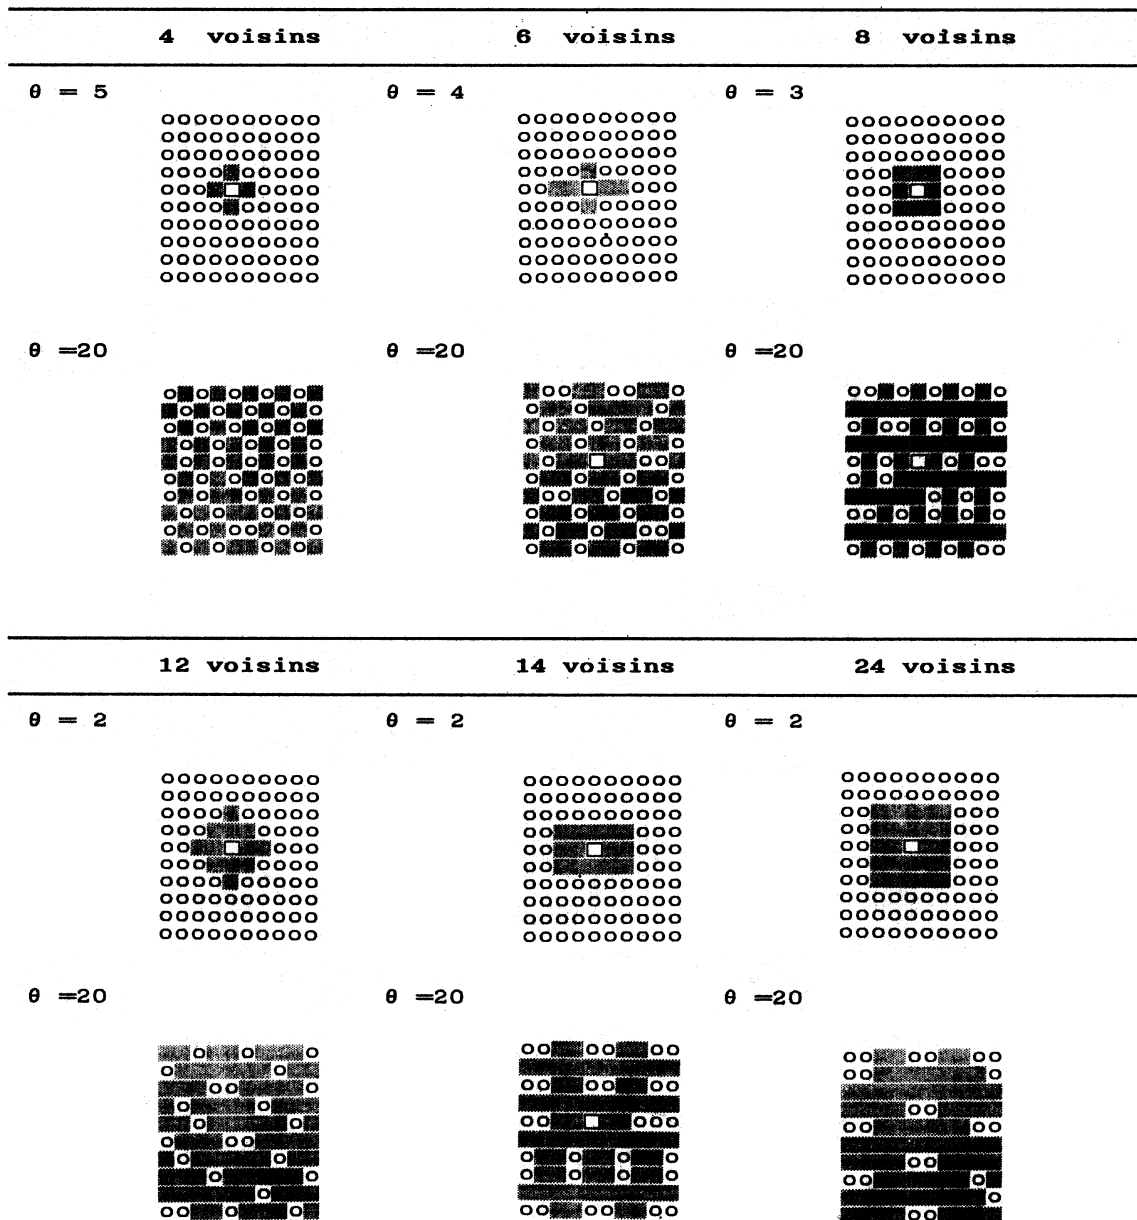 4 voisins 6 voisins 8 voisins
θ = 5 θ = 4 θ = 3
θ =20 θ =20 θ =20
12 voisins 14 voisins 24 voisins
θ = 2 θ = 2 θ = 2
θ =20 θ =20 θ =20